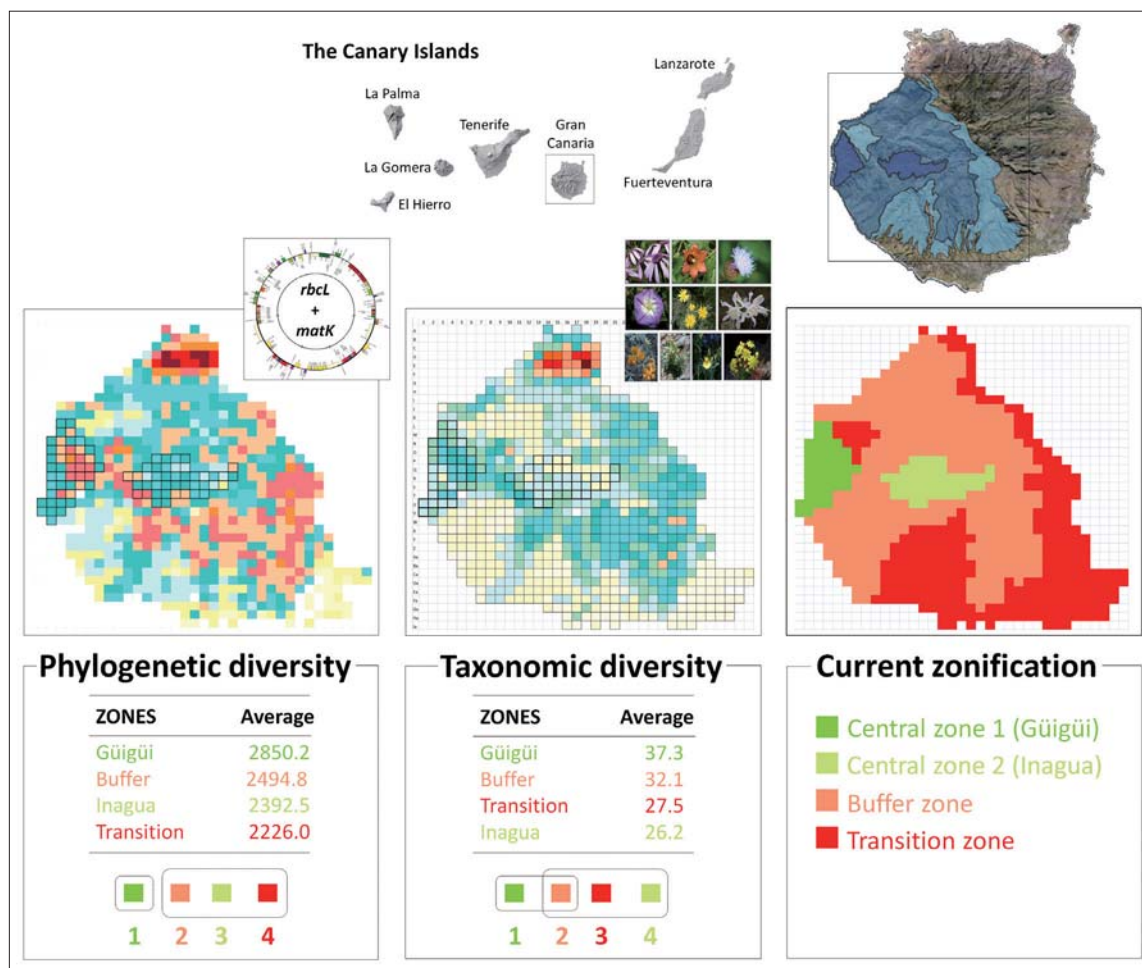 The Canary Islands
Lanzarote
La Palma
Tenerife
Gran
Canaria
La Gomera
Fuerteventura
El Hierro
rbcL
+
matK
Phylogenetic diversity
ZONES Average
Güigüi 2850.2
Buffer 2494.8
Inagua 2392.5
Transition 2226.0
1 2 3 4
Taxonomic diversity
ZONES Average
Güigüi 37.3
Buffer 32.1
Transition 27.5
Inagua 26.2
1 2 3 4
Current zonification
Central zone 1 (Güigüi)
Central zone 2 (Inagua)
Buffer zone
Transition zone